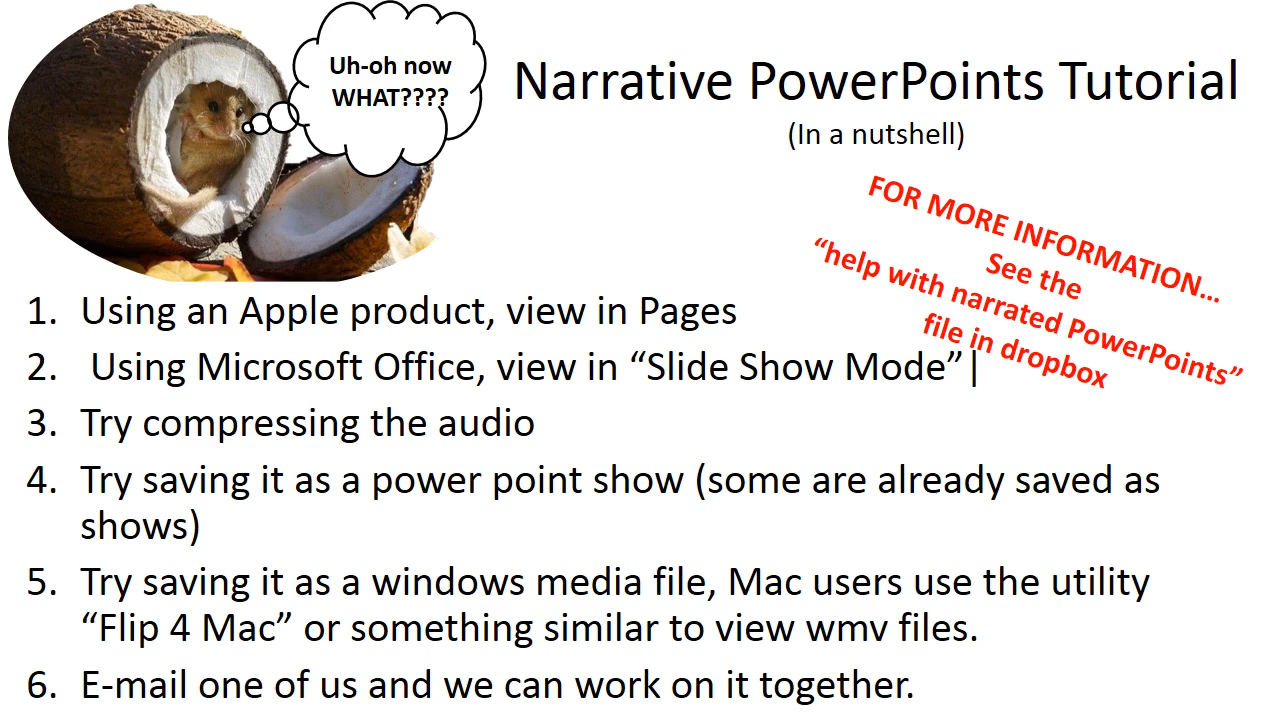 Uh-oh now
WHAT????
Narrative PowerPoints Tutorial
(In a nutshell)
FOR MORE INFORMATION...
See the
“help with narrated PowerPoints”
file in dropbox
1. Using an Apple product, view in Pages
2. Using Microsoft Office, view in “Slide Show Mode”|
3. Try compressing the audio
4. Try saving it as a power point show (some are already saved as
shows)
5. Try saving it as a windows media file, Mac users use the utility
“Flip 4 Mac” or something similar to view wmv files.
6. E-mail one of us and we can work on it together.